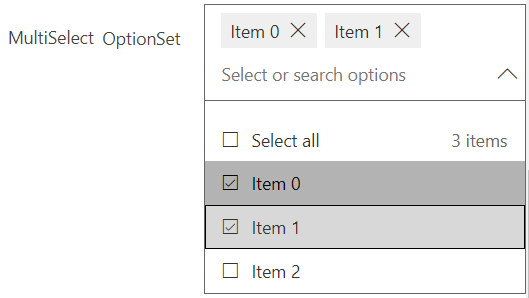 MultiSelect OptionSet
Item 0 Item 1
Select or search options
Select all 3 items
Item 0
Item 1
Item 2